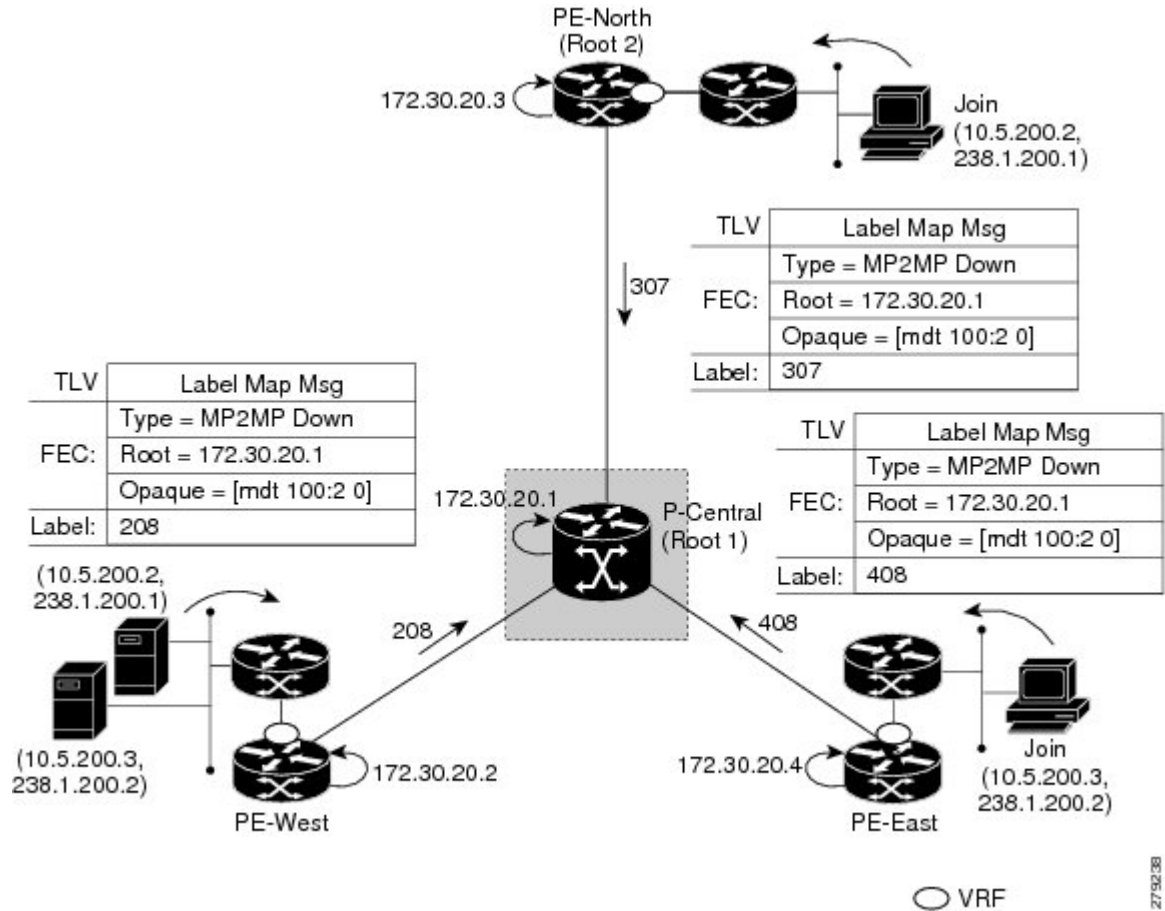 PE-North
(Root 2)
172.30.20.3
Join
(10.5.200.2,
238.1.200.1)
307
TLV Label Map Msg
FEC: Type = MP2MP Down
Root = 172.30.20.1
Opaque = [mdt 100:2 0]
Label: 307
TLV Label Map Msg
FEC: Type = MP2MP Down
Root = 172.30.20.1
Opaque = [mdt 100:2 0]
Label: 208
TLV Label Map Msg
FEC: Type = MP2MP Down
Root = 172.30.20.1
Opaque = [mdt 100:2 0]
Label: 408
172.30.20.1
P-Central
(Root 1)
(10.5.200.2,
238.1.200.1)
208
408
(10.5.200.3,
238.1.200.2)
172.30.20.2
PE-West
172.30.20.4
PE-East
Join
(10.5.200.3,
238.1.200.2)
VRF
279238